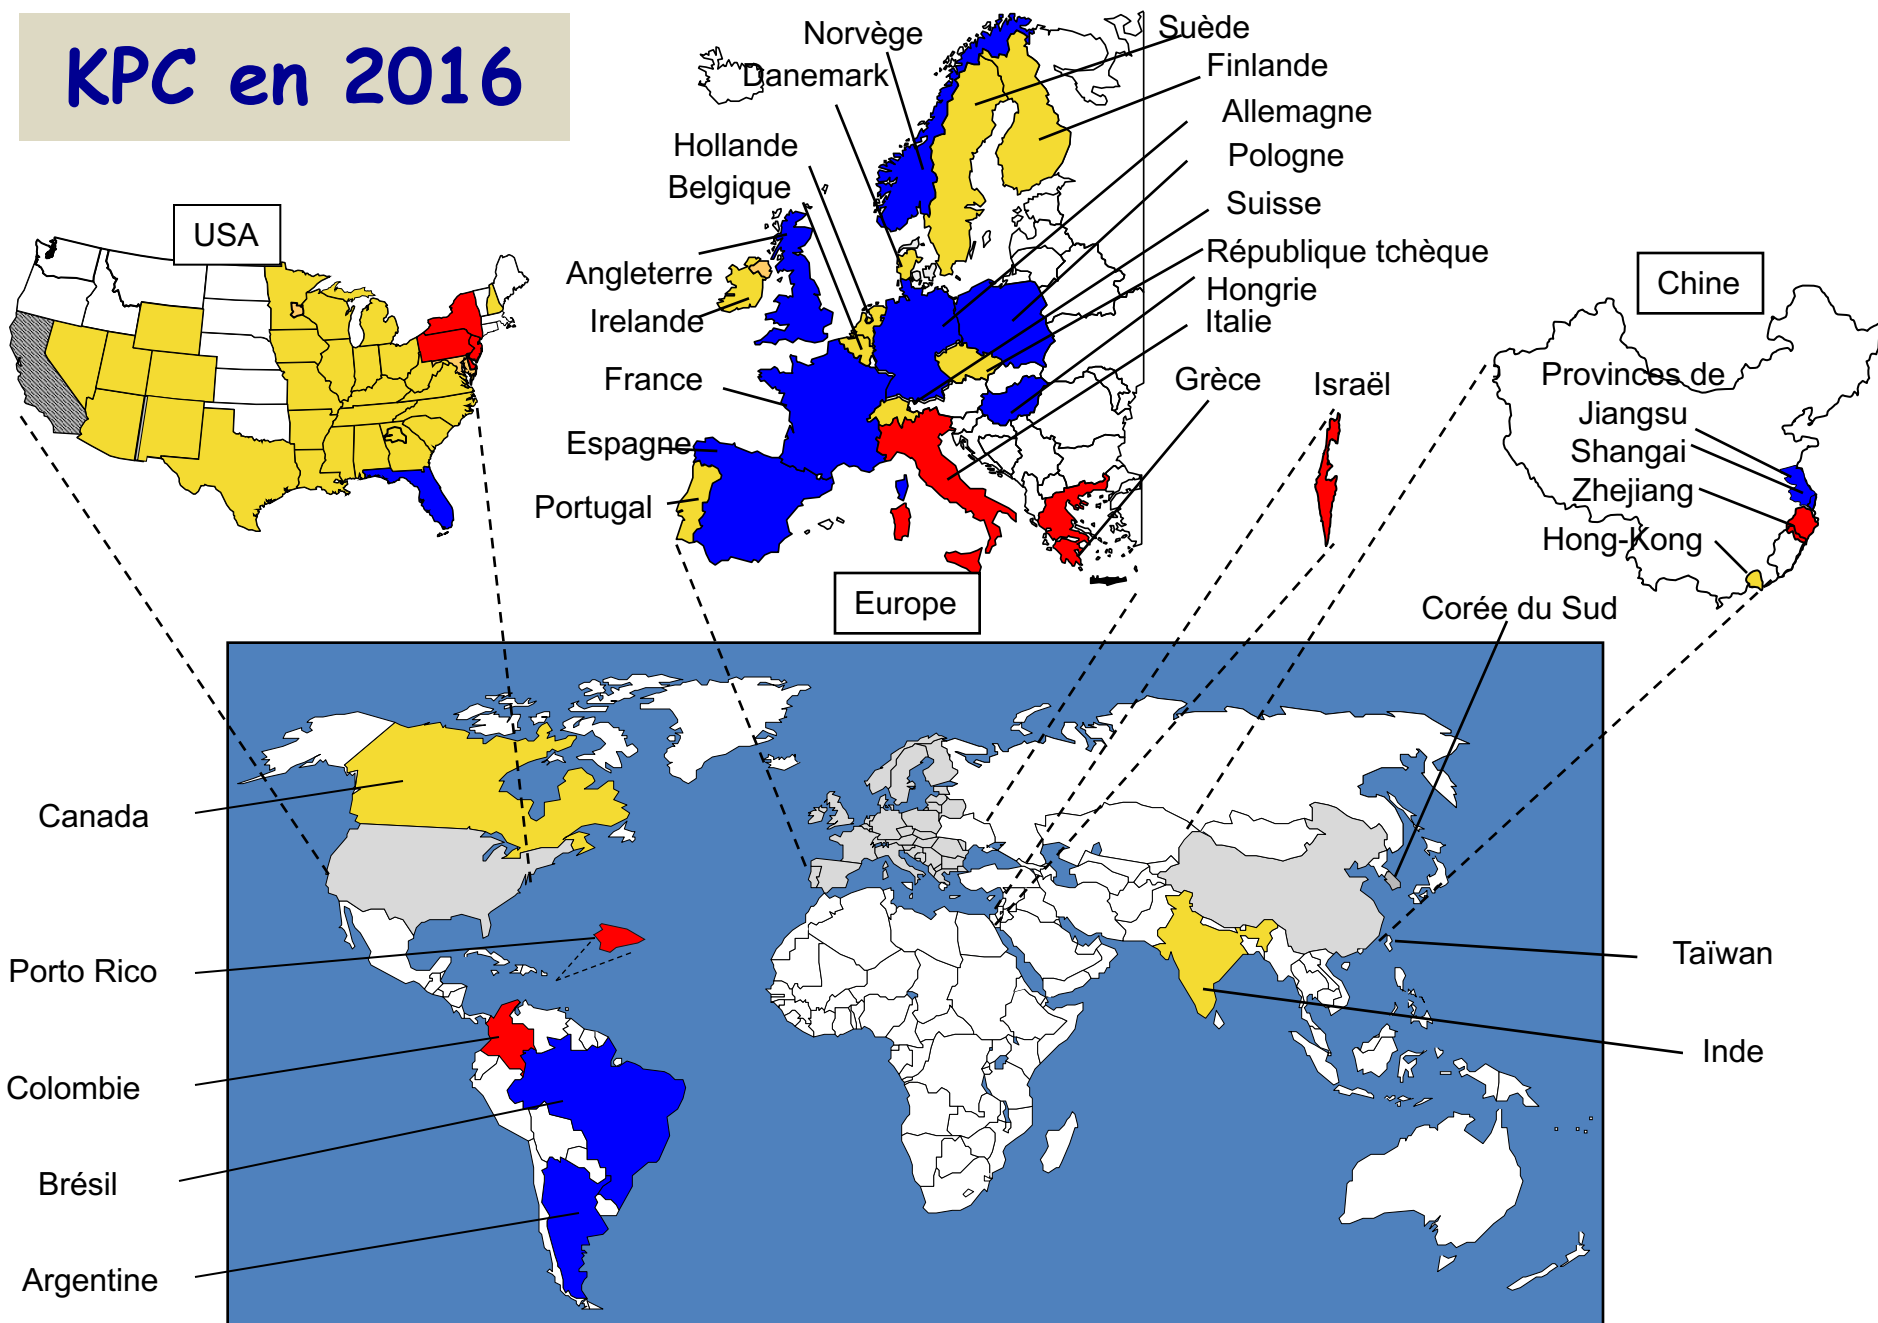 KPC en 2016
Norvège
Suède
Danemark
Finlande
Allemagne
Hollande
Pologne
Belgique
Suisse
USA
République tchèque
Angleterre
Hongrie
Chine
Irelande
Italie
France
Grèce
Israël
Provinces de
Jiangsu
Espagne
Shangai
Portugal
Zhejiang
Hong-Kong
Europe
Corée du Sud
Canada
Porto Rico
Taïwan
Inde
Colombie
Brésil
Argentine